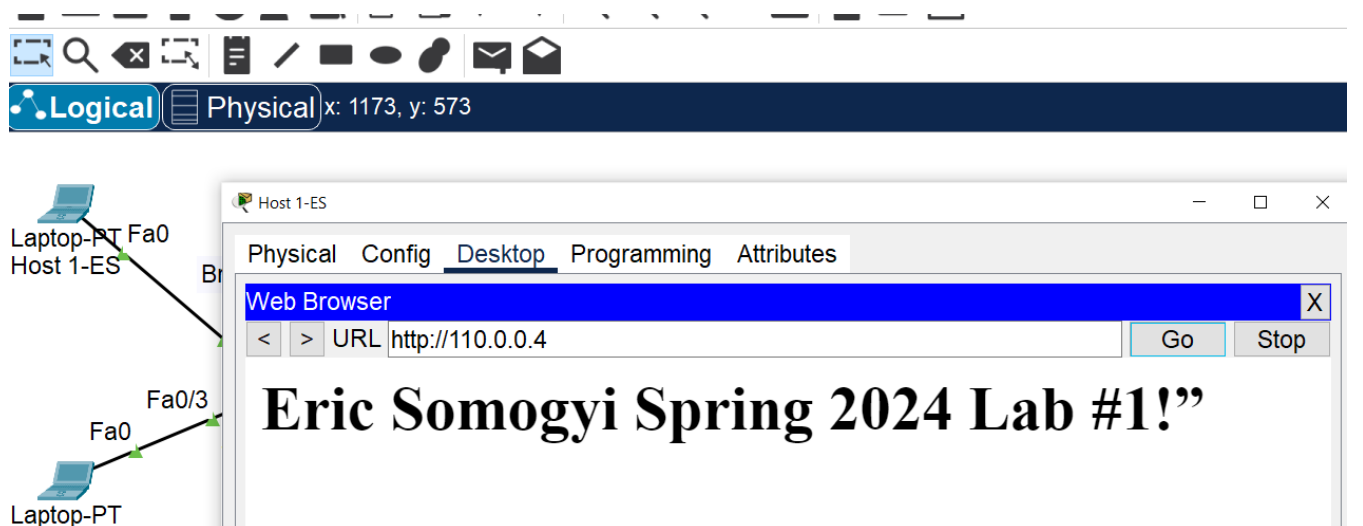 Logical Physical x: 1173, y: 573
Host 1-ES
Laptop-PT Fa0
Host 1-ES
Br
Physical Config Desktop Programming Attributes
Web Browser X
< > URL http://110.0.0.4 Go Stop
Eric Somogyi Spring 2024 Lab #1!”
Fa0/3
Fa0
Laptop-PT